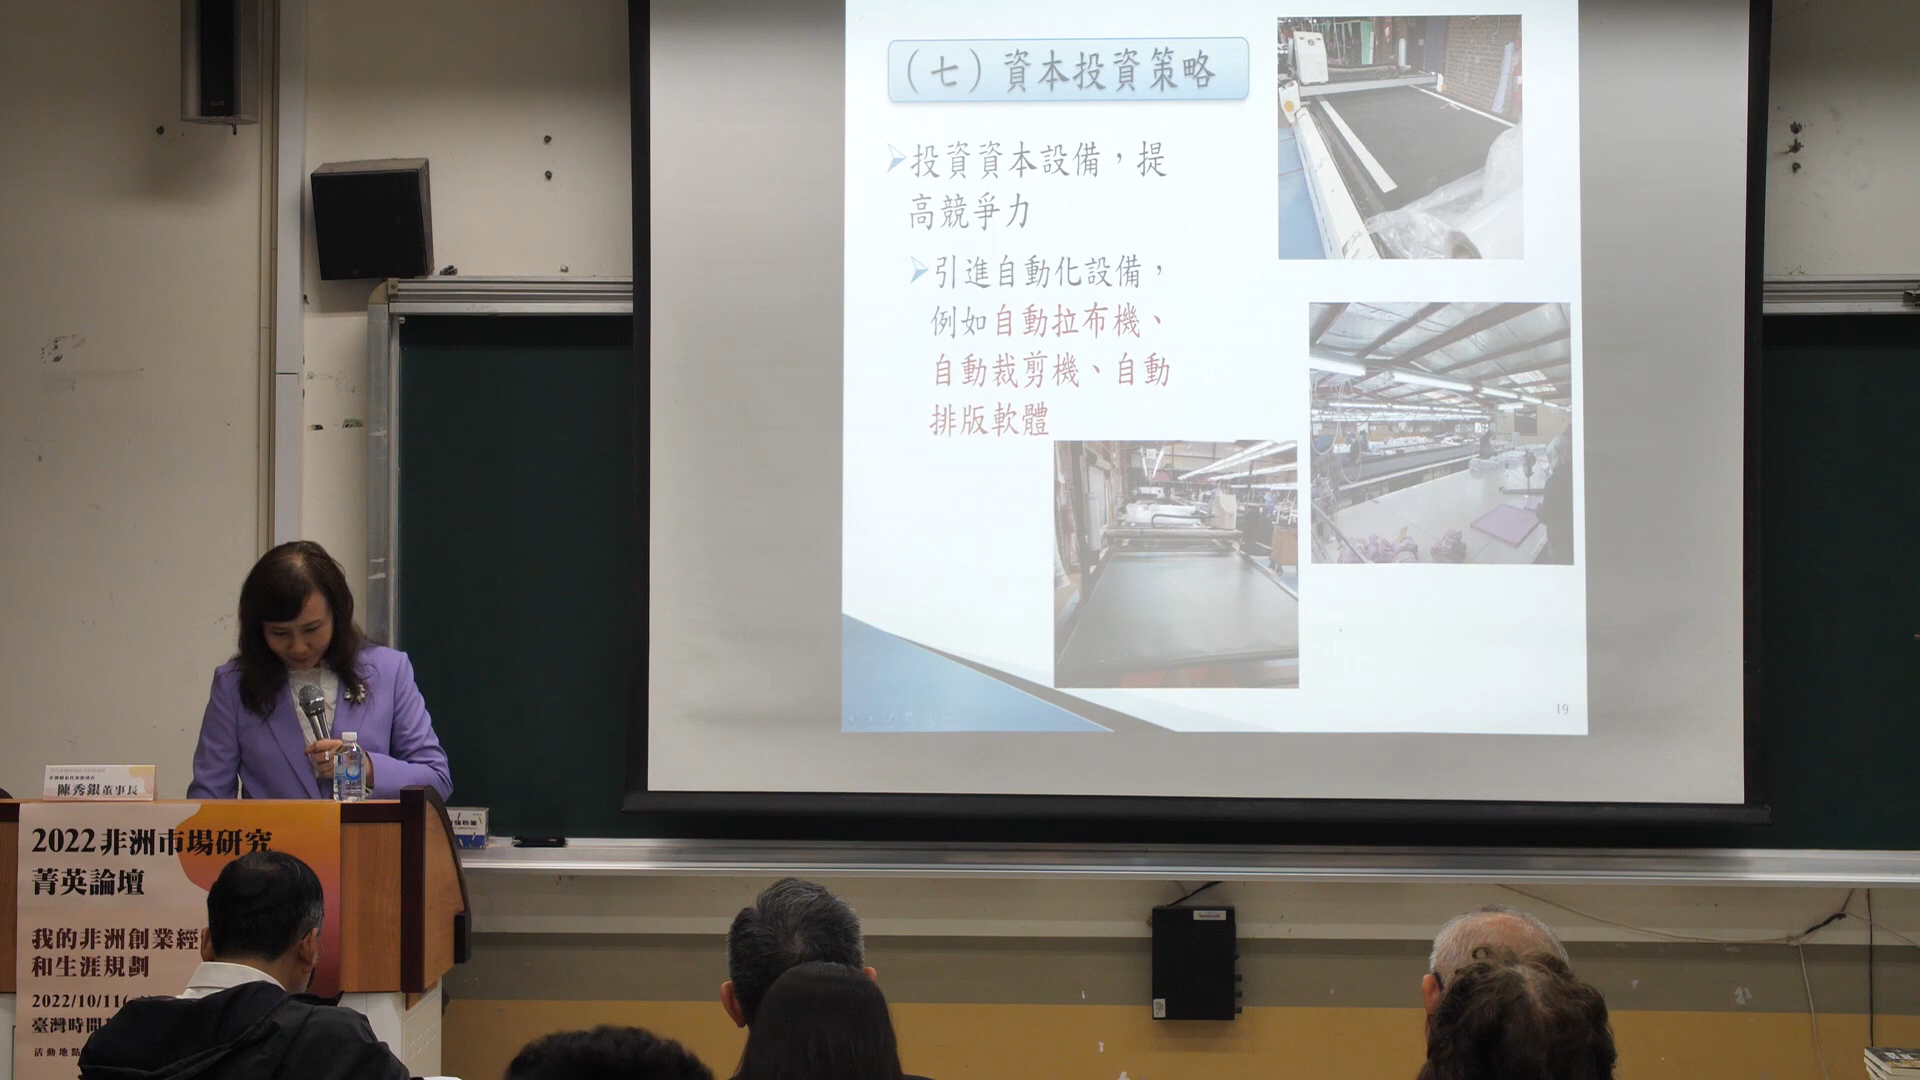 （七）資本投資策略
投資資本設備，提
高競爭力
引進自動化設備，
例如自動拉布機、
自動裁剪機、自動
排版軟體
19
陳秀銀董事長
2022非洲市場研究
菁英論壇
我的非洲創業經
和生涯規劃
2022/10/11(
臺灣時間
活動地點